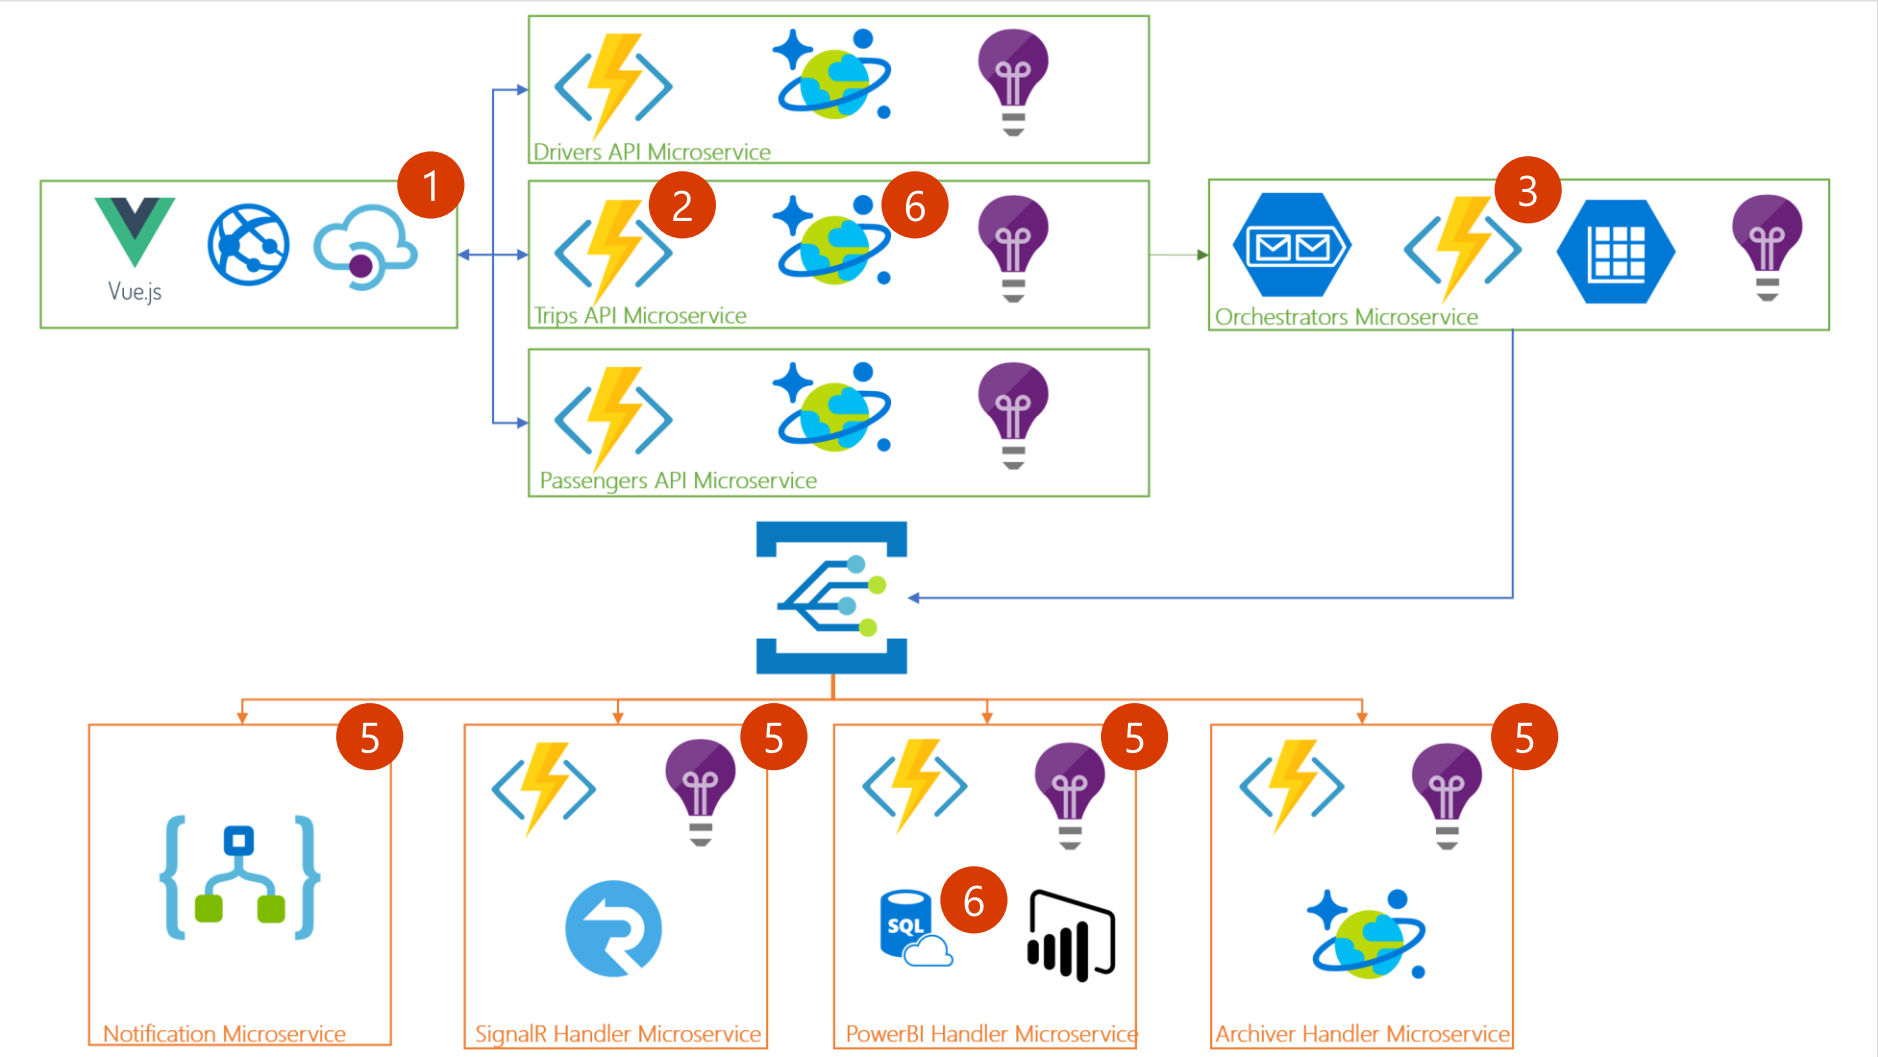 Drivers API Microservice
1
Vue.js
2
6
Trips API Microservice
3
Orchestrators Microservice
Passengers API Microservice
5
Notification Microservice
5
SignalR Handler Microservice
5
SQL
6
PowerBI Handler Microservice
5
Archiver Handler Microservice